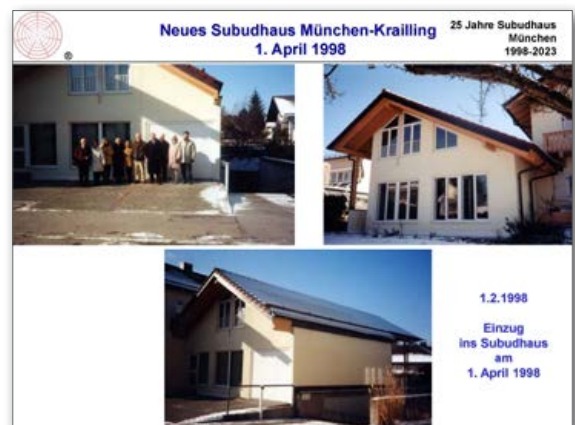 Neues Subudhaus München-Krailling
1. April 1998
25 Jahre Subudhaus
München
1998-2023
®
1.2.1998
Einzug
ins Subudhaus
am
1. April 1998